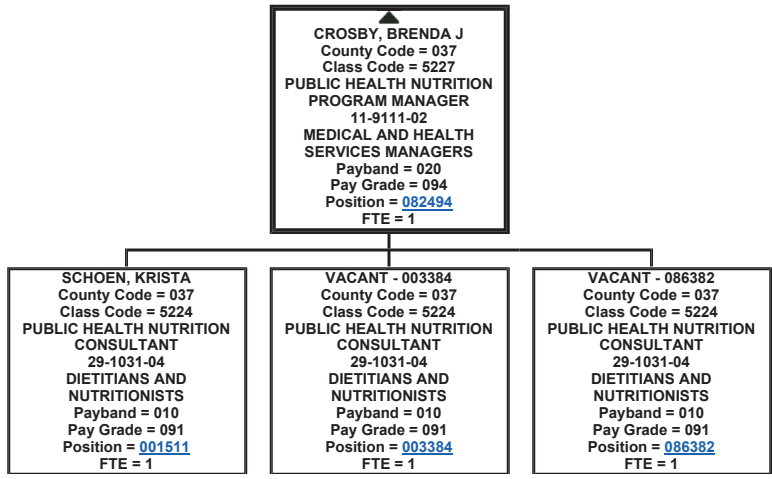 CROSBY, BRENDA J
County Code = 037
Class Code = 5227
PUBLIC HEALTH NUTRITION
PROGRAM MANAGER
11-9111-02
MEDICAL AND HEALTH
SERVICES MANAGERS
Payband = 020
Pay Grade = 094
Position = 082494
FTE = 1
SCHOEN, KRISTA
County Code = 037
Class Code = 5224
PUBLIC HEALTH NUTRITION
CONSULTANT
29-1031-04
DIETITIANS AND
NUTRITIONISTS
Payband = 010
Pay Grade = 091
Position = 001511
FTE = 1
VACANT - 003384
County Code = 037
Class Code = 5224
PUBLIC HEALTH NUTRITION
CONSULTANT
29-1031-04
DIETITIANS AND
NUTRITIONISTS
Payband = 010
Pay Grade = 091
Position = 003384
FTE = 1
VACANT - 086382
County Code = 037
Class Code = 5224
PUBLIC HEALTH NUTRITION
CONSULTANT
29-1031-04
DIETITIANS AND
NUTRITIONISTS
Payband = 010
Pay Grade = 091
Position = 086382
FTE = 1